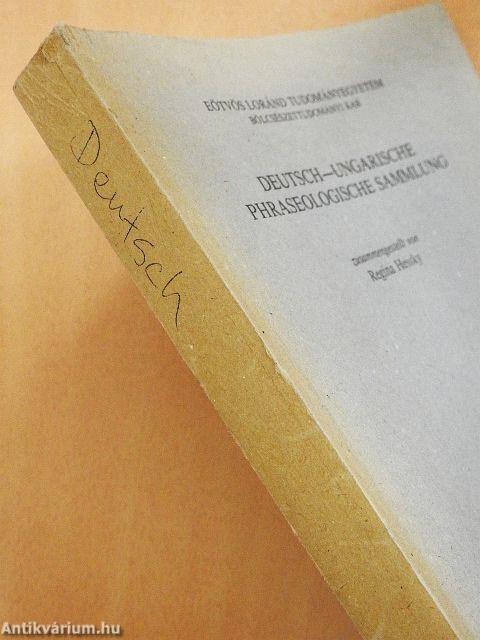 EÖTVÖS LORÁND TUDOMÁNYEGYETEM
BÖLCSÉSZETTUDOMÁNYI KAR
DEUTSCH—UNGARISCHE
PHRASEOLOGISCHE SAMMLUNG
zusammengestellt von
Regina Hessky
Deutsch
Antikvárium.hu